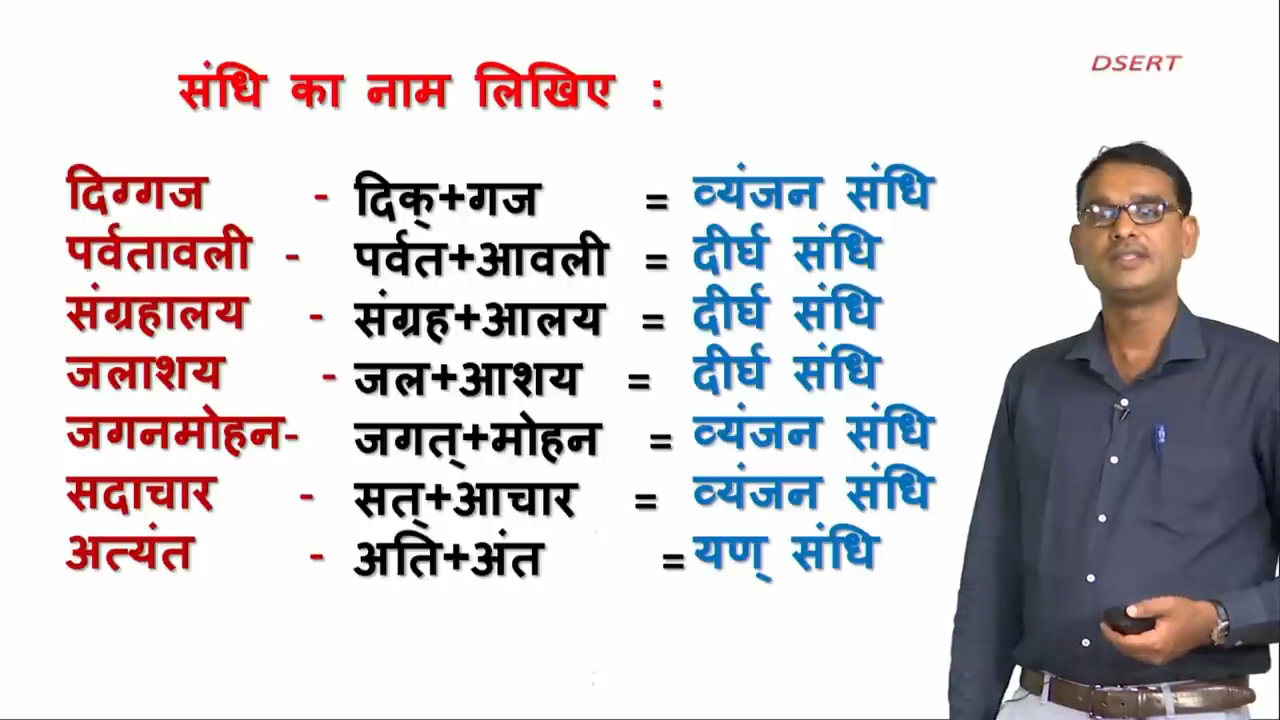 DSERT
संधि का नाम लिखिए :
दिग्गज - दिक्+गज = व्यंजन संधि
पर्वतावली - पर्वत+आवली = दीर्घ संधि
संग्रहालय - संग्रह+आलय = दीर्घ संधि
जलाशय - जल+आशय = दीर्घ संधि
जगनमोहन- जगत्+मोहन = व्यंजन संधि
सदाचार - सत्+आचार = व्यंजन संधि
अत्यंत - अति+अंत = यण् संधि